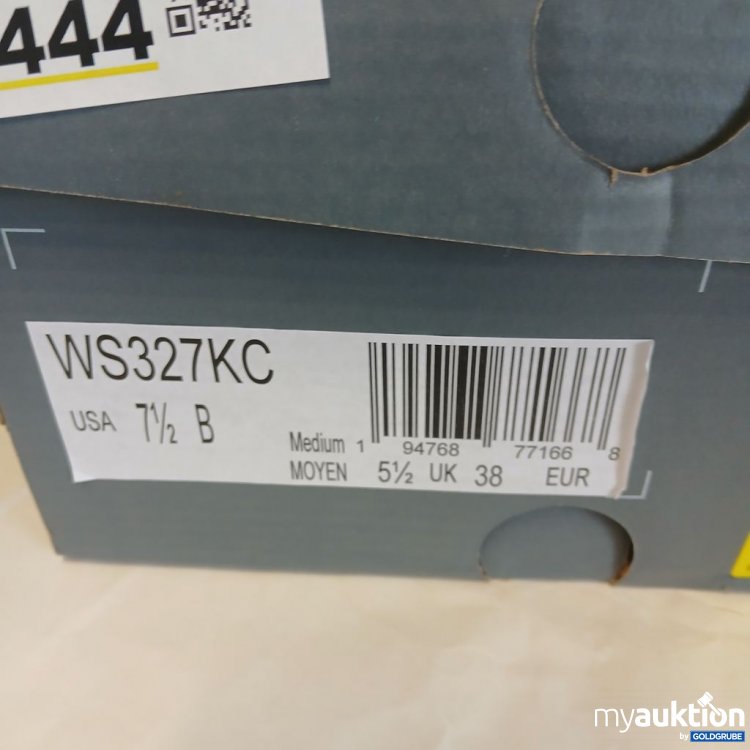 444
WS327KC
USA 7½ B
Medium 1 94768 77166 8
MOYEN 5½ UK 38 EUR
myauktion
by GOLDGRUBE